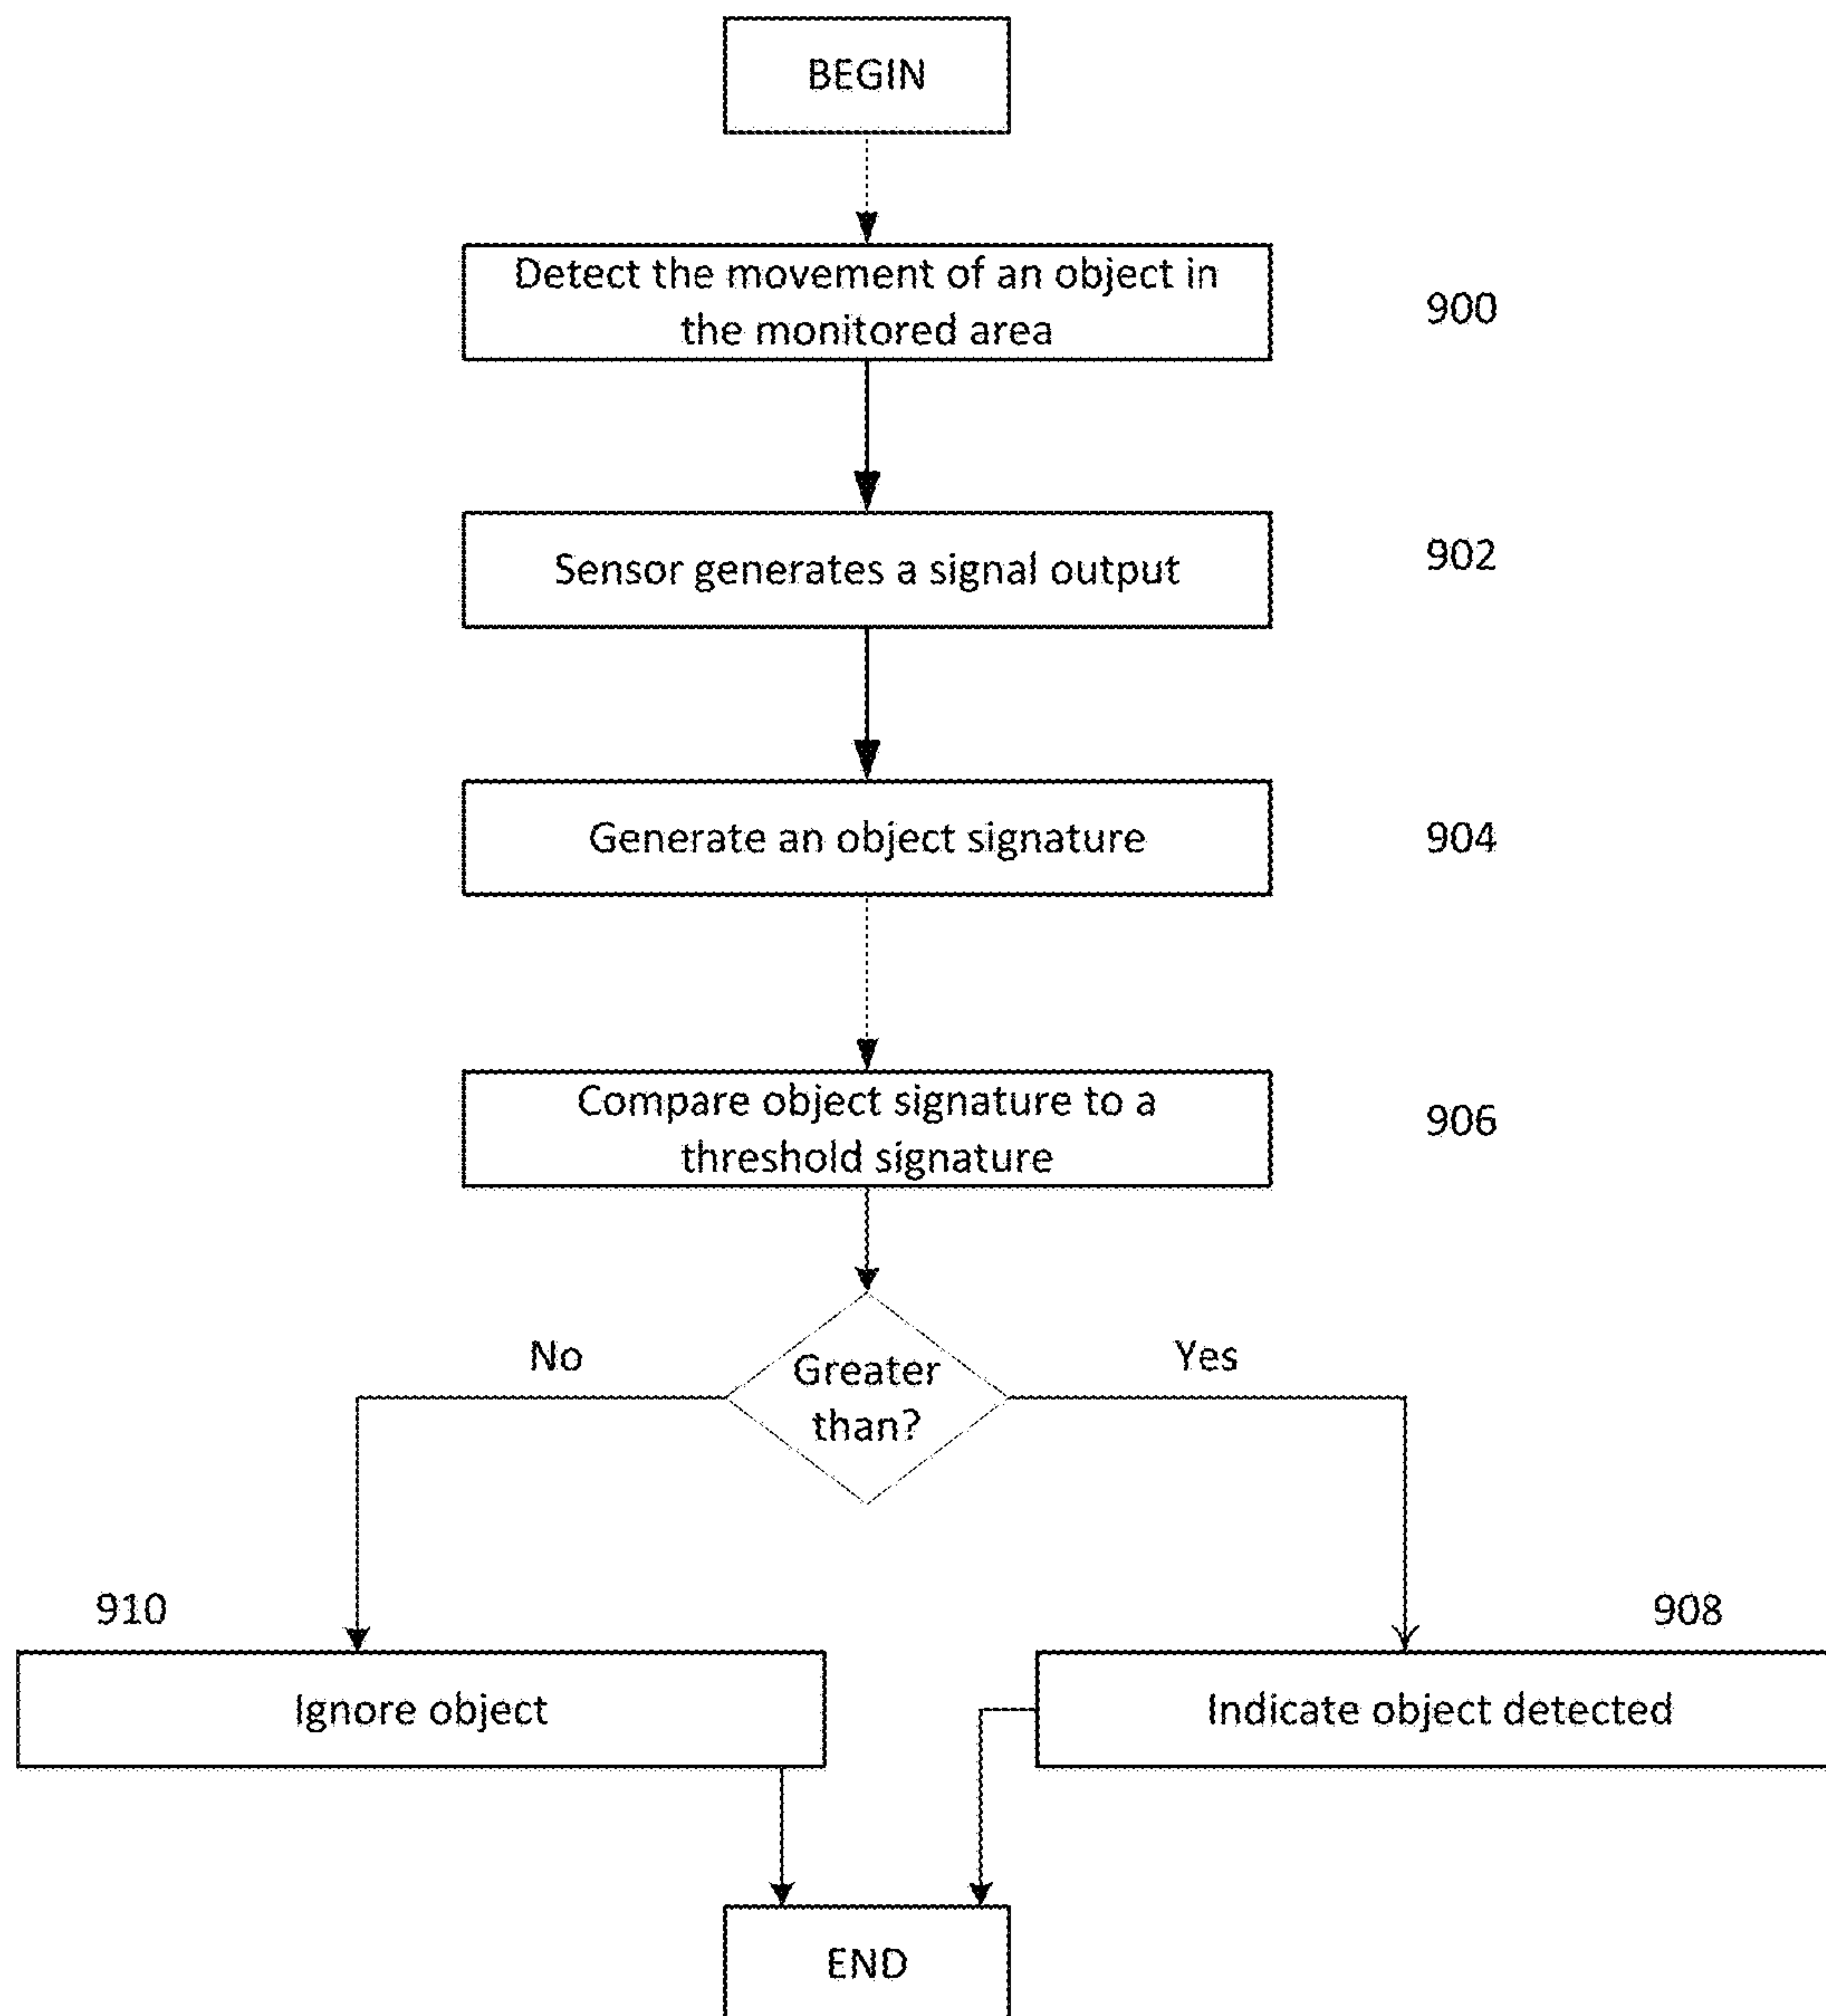 BEGIN
Detect the movement of an object in
the monitored area
900
Sensor generates a signal output
902
Generate an object signature
904
Compare object signature to a
threshold signature
906
No
Greater
than?
Yes
910
908
Ignore object
Indicate object detected
END